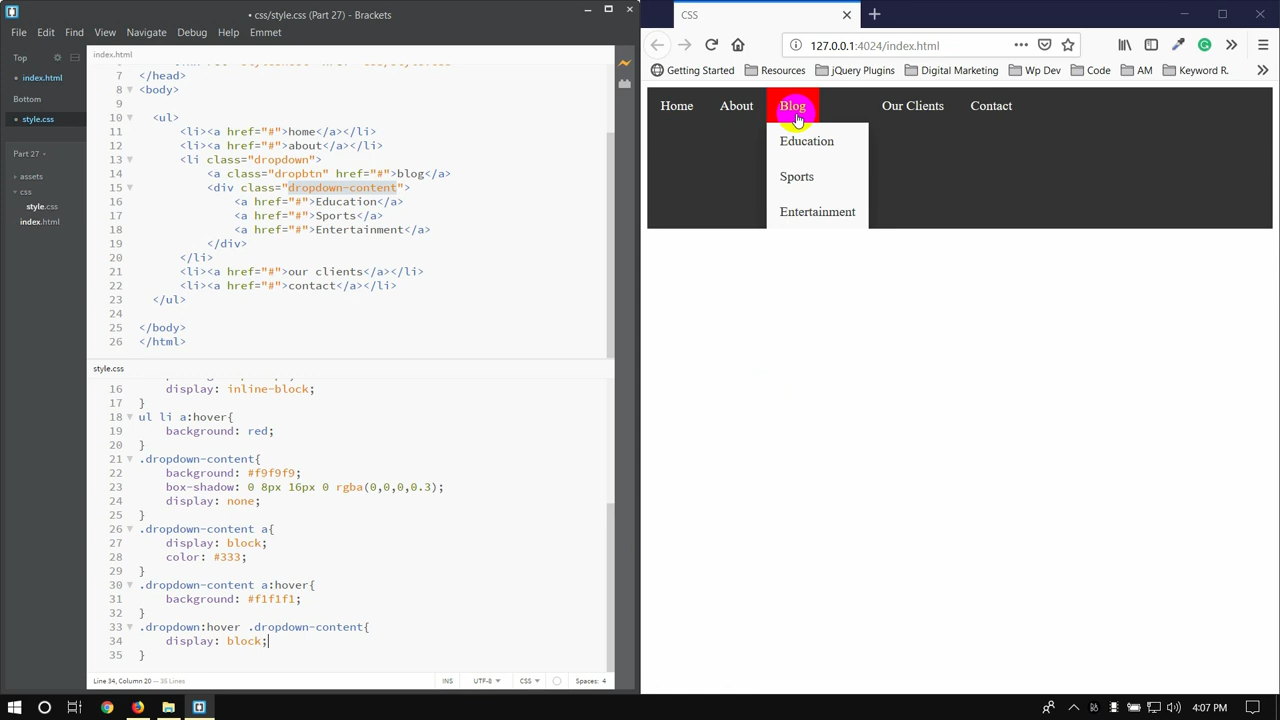 • css/style.css (Part 27) - Brackets
File Edit Find View Navigate Debug Help Emmet
Top
index.html
Bottom
style.css
Part 27
assets
css
style.css
index.html
index.html
7 </head>
8 <body>
9
10 <ul>
11 <li><a href="#">home</a></li>
12 <li><a href="#">about</a></li>
13 <li class="dropdown">
14 <a class="dropbtn" href="#">blog</a>
15 <div class="dropdown-content">
16 <a href="#">Education</a>
17 <a href="#">Sports</a>
18 <a href="#">Entertainment</a>
19 </div>
20 </li>
21 <li><a href="#">our clients</a></li>
22 <li><a href="#">contact</a></li>
23 </ul>
24
25 </body>
26 </html>
style.css
16 display: inline-block;
17 }
18 ul li a:hover{
19 background: red;
20 }
21 .dropdown-content{
22 background: #f9f9f9;
23 box-shadow: 0 8px 16px 0 rgba(0,0,0,0.3);
24 display: none;
25 }
26 .dropdown-content a{
27 display: block;
28 color: #333;
29 }
30 .dropdown-content a:hover{
31 background: #f1f1f1;
32 }
33 .dropdown:hover .dropdown-content{
34 display: block;
35 }
Line 34, Column 20 — 35 Lines
INS UTF-8 CSS Spaces: 4
CSS
127.0.0.1:4024/index.html
Getting Started Resources jQuery Plugins Digital Marketing Wp Dev Code AM Keyword R.
Home About Blog Our Clients Contact
Education
Sports
Entertainment
4:07 PM